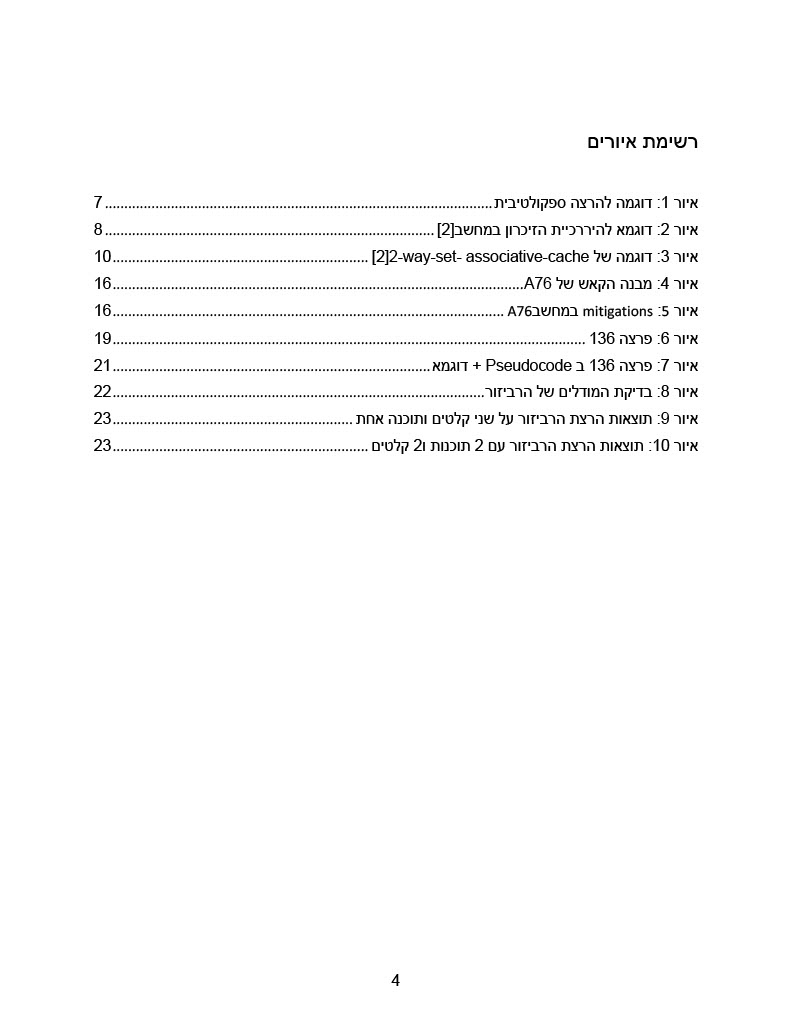 רשימת איורים
איור 1: דוגמה להרצה ספקולטיבית ........ 7
איור 2: דוגמא להיררכיית הזיכרון במחשב[2] ........ 8
איור 3: דוגמה של 2-way-set- associative-cache[2] ........ 10
איור 4: מבנה הקאש של A76 ........ 16
איור 5: mitigations במחשבA76 ........ 16
איור 6: פרצה 136 ........ 19
איור 7: פרצה 136 ב Pseudocode + דוגמא ........ 21
איור 8: בדיקת המודלים של הרביזור ........ 22
איור 9: תוצאות הרצת הרביזור על שני קלטים ותוכנה אחת ........ 23
איור 10: תוצאות הרצת הרביזור עם 2 תוכנות ו2 קלטים ........ 23
4